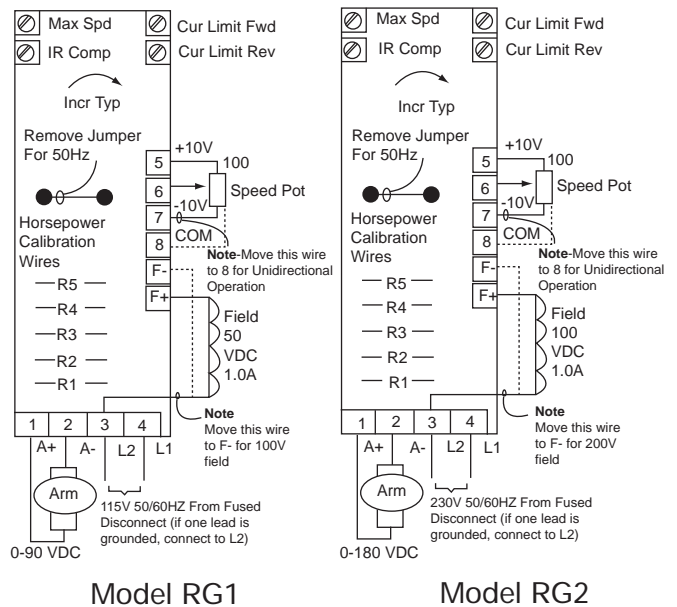 Max Spd
Cur Limit Fwd
IR Comp
Cur Limit Rev
Incr Typ
Remove Jumper
For 50Hz
+10V
5
100
6
Speed Pot
-10V
7
COM
8
Horsepower
Calibration
Wires
Note-Move this wire
to 8 for Unidirectional
Operation
F-
F+
R5
R4
R3
R2
R1
Field
50
VDC
1.0A
1 2 3 4
Note
Move this wire
to F- for 100V
field
A+ A- L2 L1
Arm
115V 50/60HZ From Fused
Disconnect (if one lead is
grounded, connect to L2)
0-90 VDC
Model RG1
Max Spd
Cur Limit Fwd
IR Comp
Cur Limit Rev
Incr Typ
Remove Jumper
For 50Hz
+10V
5
100
6
Speed Pot
-10V
7
COM
8
Horsepower
Calibration
Wires
Note-Move this wire
to 8 for Unidirectional
Operation
F-
F+
R5
R4
R3
R2
R1
Field
100
VDC
1.0A
1 2 3 4
Note
Move this wire
to F- for 200V
field
A+ A- L2 L1
Arm
230V 50/60HZ From Fused
Disconnect (if one lead is
grounded, connect to L2)
0-180 VDC
Model RG2